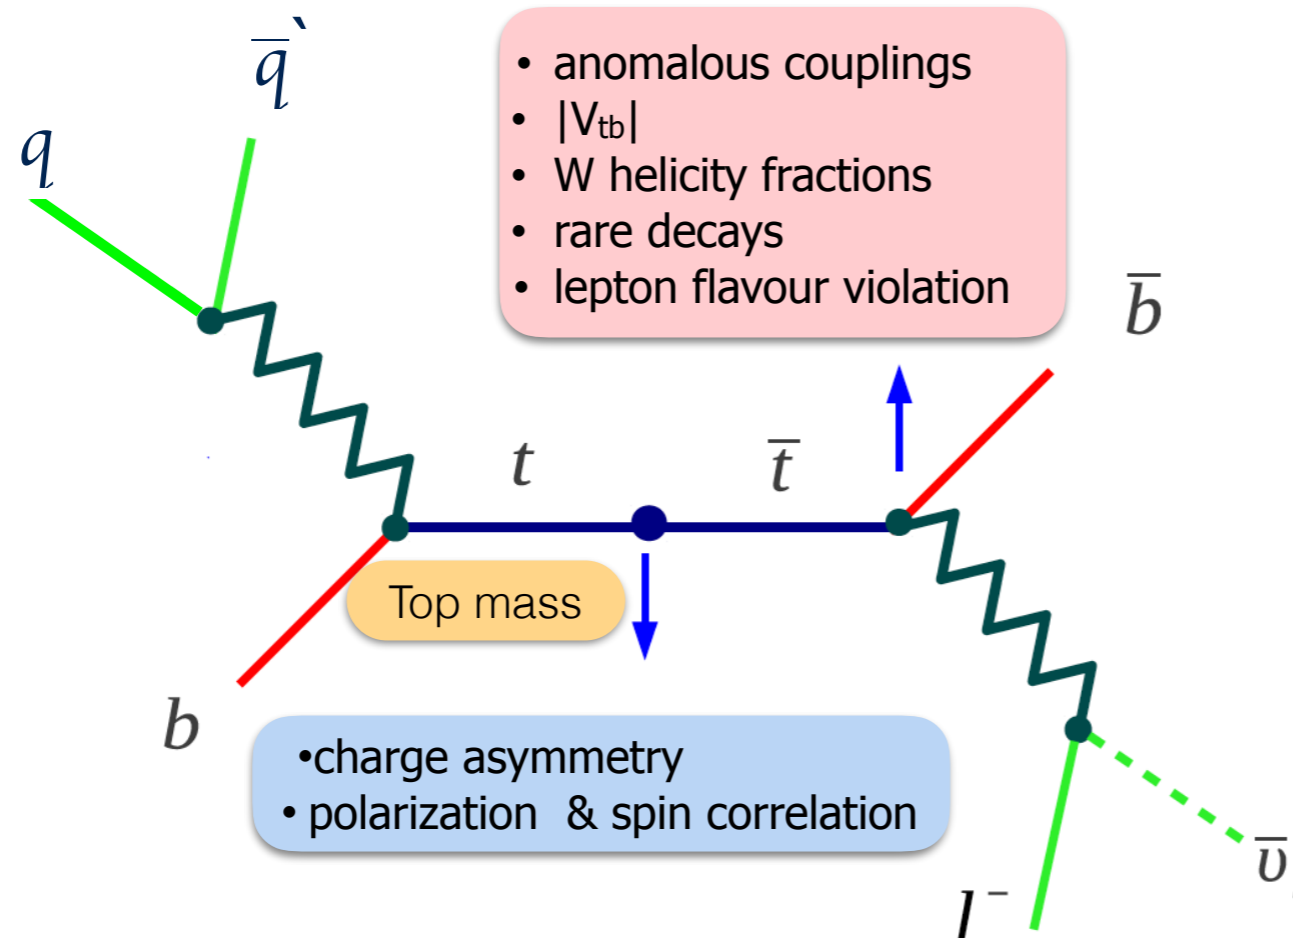 q̅`
q
• anomalous couplings
• |Vtb|
• W helicity fractions
• rare decays
• lepton flavour violation
b̅
t
t̅
Top mass
b
•charge asymmetry
• polarization & spin correlation
ʋ̅
l⁻